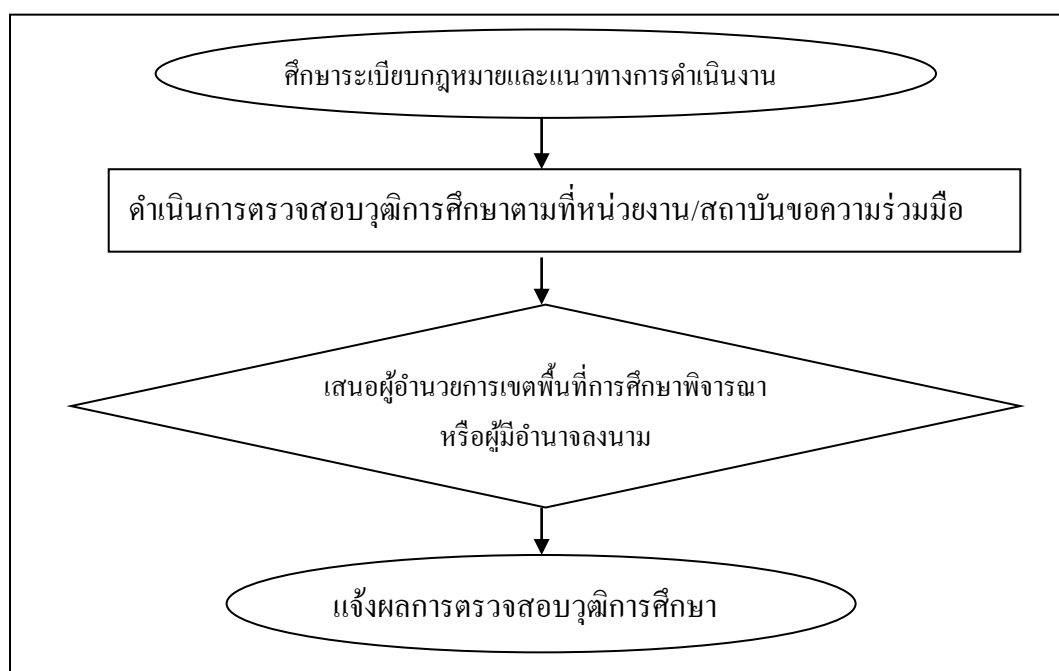 ศึกษาระเบียบกฎหมายและแนวทางการดำเนินงาน
ดำเนินการตรวจสอบวุฒิการศึกษาตามที่หน่วยงาน/สถาบันขอความร่วมมือ
เสนอผู้อำนวยการเขตพื้นที่การศึกษาพิจารณา
หรือผู้มีอำนาจลงนาม
แจ้งผลการตรวจสอบวุฒิการศึกษา